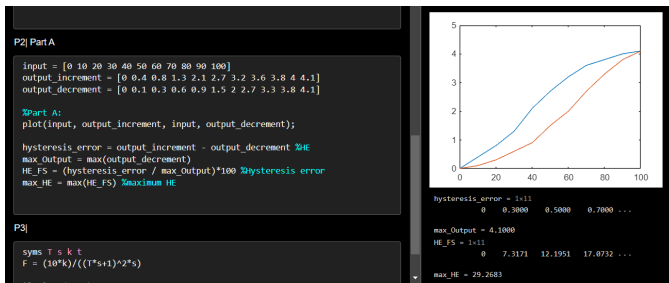 P2| Part A
input = [0 10 20 30 40 50 60 70 80 90 100]
output_increment = [0 0.4 0.8 1.3 2.1 2.7 3.2 3.6 3.8 4 4.1]
output_decrement = [0 0.1 0.3 0.6 0.9 1.5 2 2.7 3.3 3.8 4.1]
%Part A:
plot(input, output_increment, input, output_decrement);
hysteresis_error = output_increment - output_decrement %HE
max_Output = max(output_decrement)
HE_FS = (hysteresis_error / max_Output)*100 %Hysteresis error
max_HE = max(HE_FS) %maximum HE
P3|
syms T s k t
F = (10*k)/((T*s+1)^2*s)
5
4
3
2
1
0
0 20 40 60 80 100
hysteresis_error = 1×11
0 0.3000 0.5000 0.7000 ...
max_Output = 4.1000
HE_FS = 1×11
0 7.3171 12.1951 17.0732 ...
max_HE = 29.2683